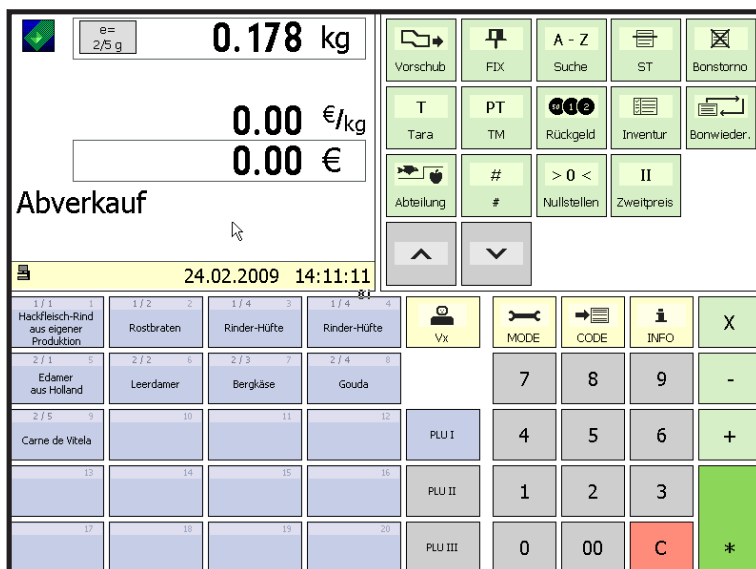 e=
2/5 g
0.178 kg
0.00 €/kg
0.00 €
Abverkauf
24.02.2009 14:11:11
Vorschub
FIX
A - Z
Suche
ST
Bonstorno
T
Tara
PT
TM
50 1 2
Rückgeld
Inventur
Bonwieder.
Abteilung
#
#
> 0 <
Nullstellen
II
Zweitpreis
1 / 1 1
Hackfleisch-Rind
aus eigener
Produktion
1 / 2 2
Rostbraten
1 / 4 3
Rinder-Hüfte
1 / 4 4
Rinder-Hüfte
Vx
MODE
CODE
i
INFO
X
2 / 1 5
Edamer
aus Holland
2 / 2 6
Leerdamer
2 / 3 7
Bergkäse
2 / 4 8
Gouda
7
8
9
-
2 / 5 9
Carne de Vitela
10
11
12
PLU I
4
5
6
+
13
14
15
16
PLU II
1
2
3
17
18
19
20
PLU III
0
00
C
*